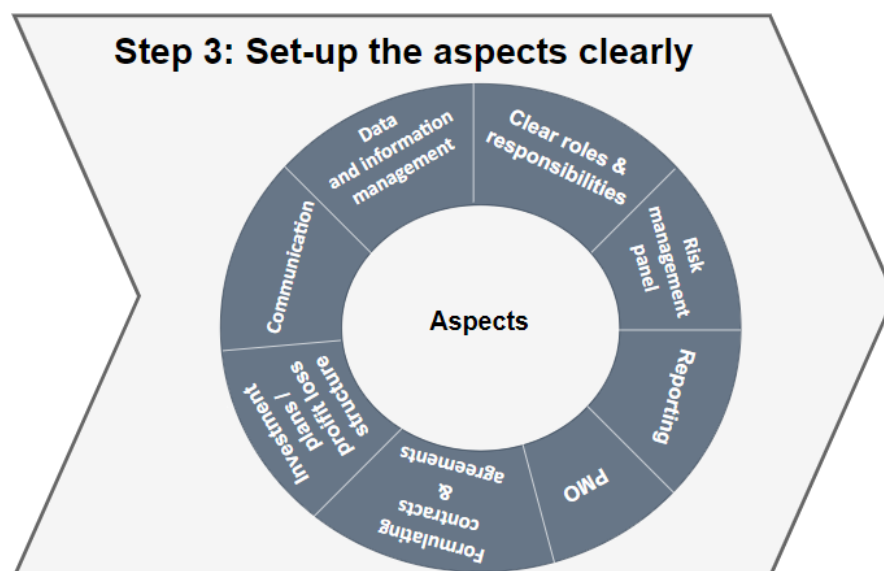 Step 3: Set-up the aspects clearly
Clear roles &
responsibilities
Risk
management
panel
Reporting
PMO
Formulating
contracts
&
agreements
Investment
plans /
proifit loss
structure
Communication
Data
and information
management
Aspects